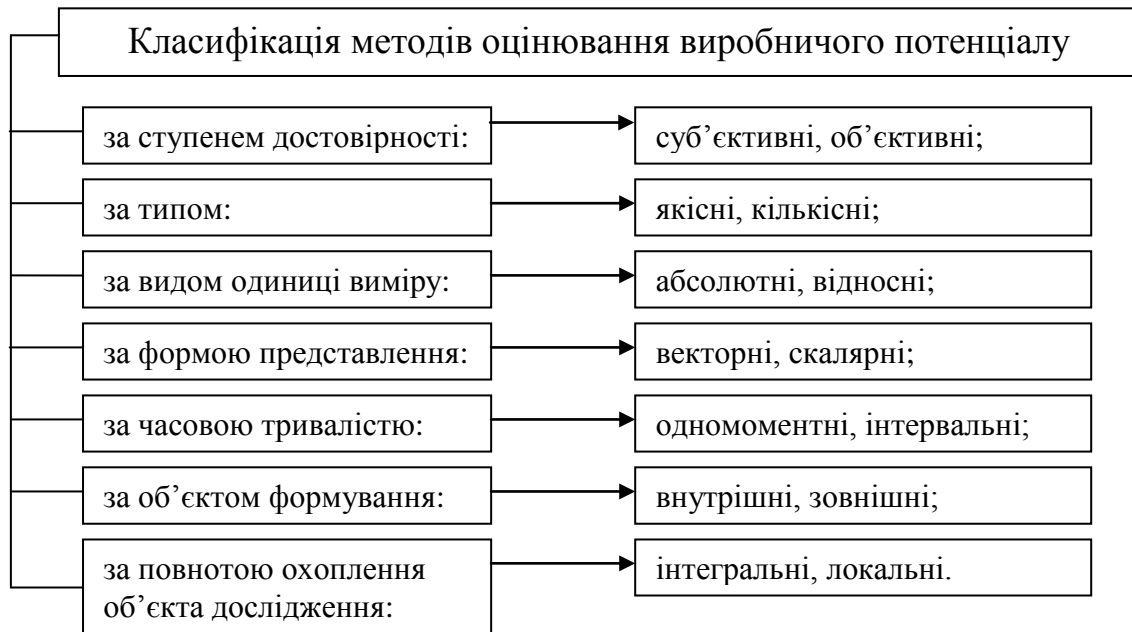 Класифікація методів оцінювання виробничого потенціалу
за ступенем достовірності:
суб’єктивні, об’єктивні;
за типом:
якісні, кількісні;
за видом одиниці виміру:
абсолютні, відносні;
за формою представлення:
векторні, скалярні;
за часовою тривалістю:
одномоментні, інтервальні;
за об’єктом формування:
внутрішні, зовнішні;
за повнотою охоплення
об’єкта дослідження:
інтегральні, локальні.